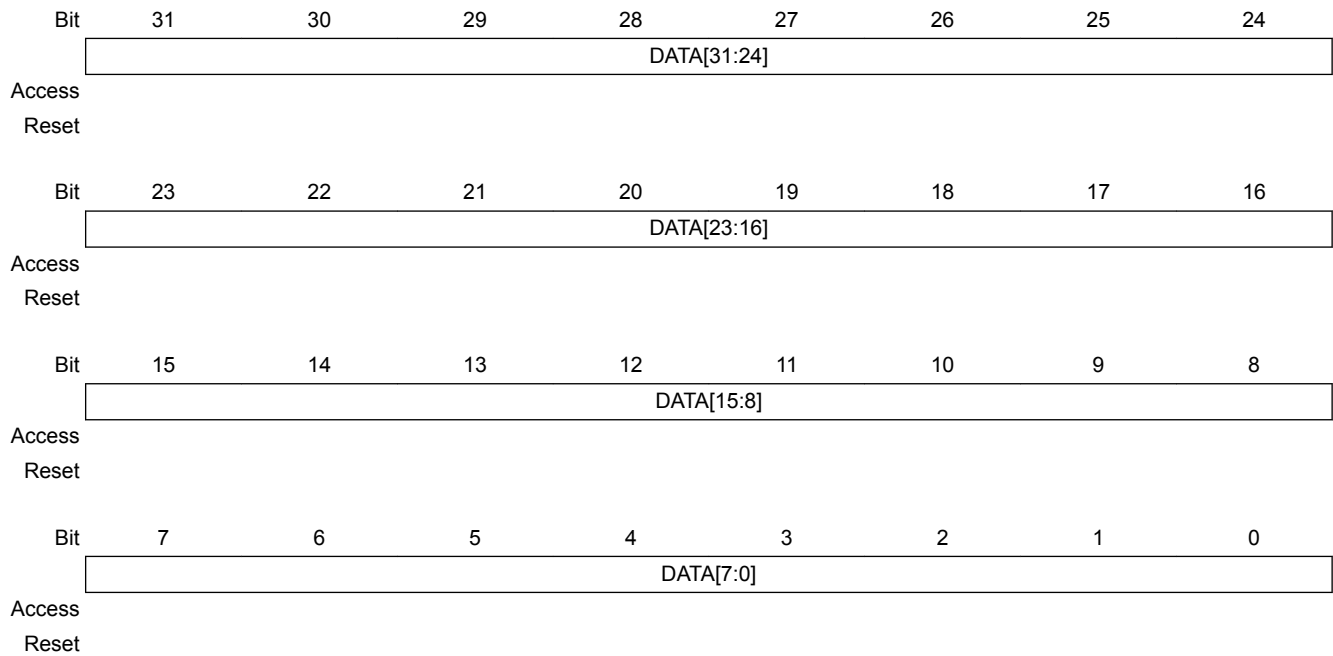 Bit 31 30 29 28 27 26 25 24
DATA[31:24]
Access
Reset
Bit 23 22 21 20 19 18 17 16
DATA[23:16]
Access
Reset
Bit 15 14 13 12 11 10 9 8
DATA[15:8]
Access
Reset
Bit 7 6 5 4 3 2 1 0
DATA[7:0]
Access
Reset